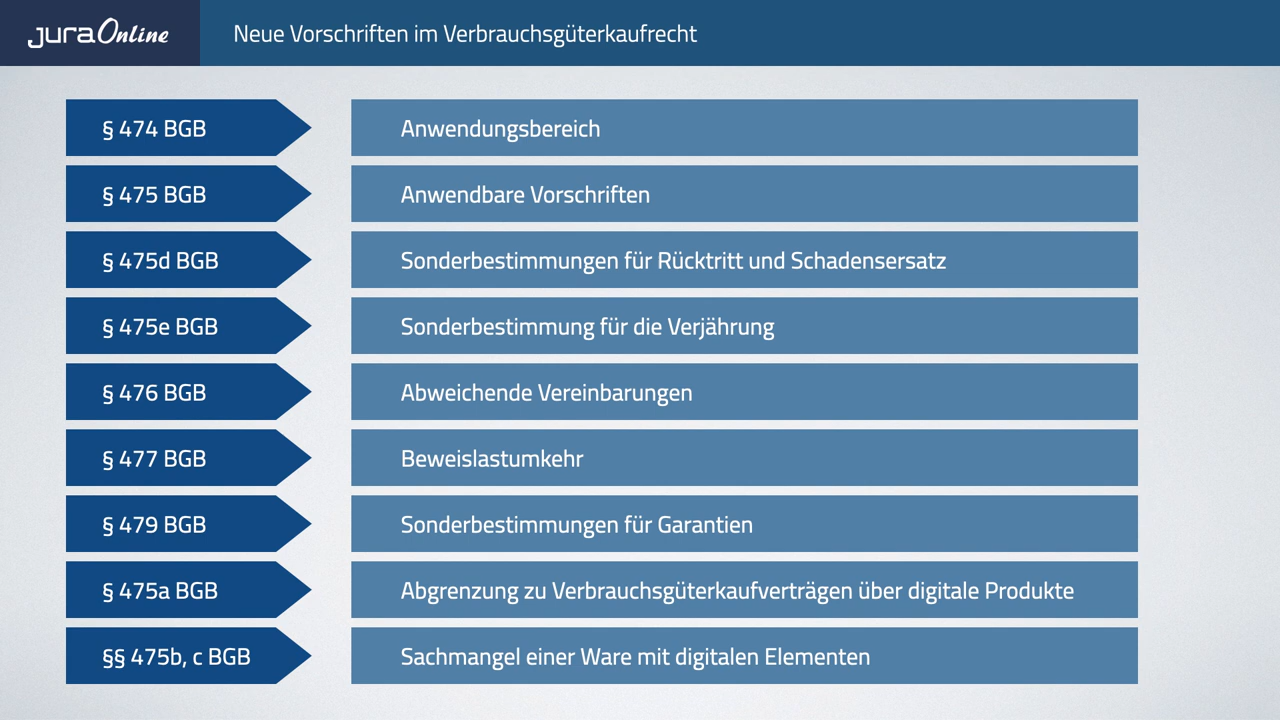 juraOnline
Neue Vorschriften im Verbrauchsgüterkaufrecht
§ 474 BGB
Anwendungsbereich
§ 475 BGB
Anwendbare Vorschriften
§ 475d BGB
Sonderbestimmungen für Rücktritt und Schadensersatz
§ 475e BGB
Sonderbestimmung für die Verjährung
§ 476 BGB
Abweichende Vereinbarungen
§ 477 BGB
Beweislastumkehr
§ 479 BGB
Sonderbestimmungen für Garantien
§ 475a BGB
Abgrenzung zu Verbrauchsgüterkaufverträgen über digitale Produkte
§§ 475b, c BGB
Sachmangel einer Ware mit digitalen Elementen